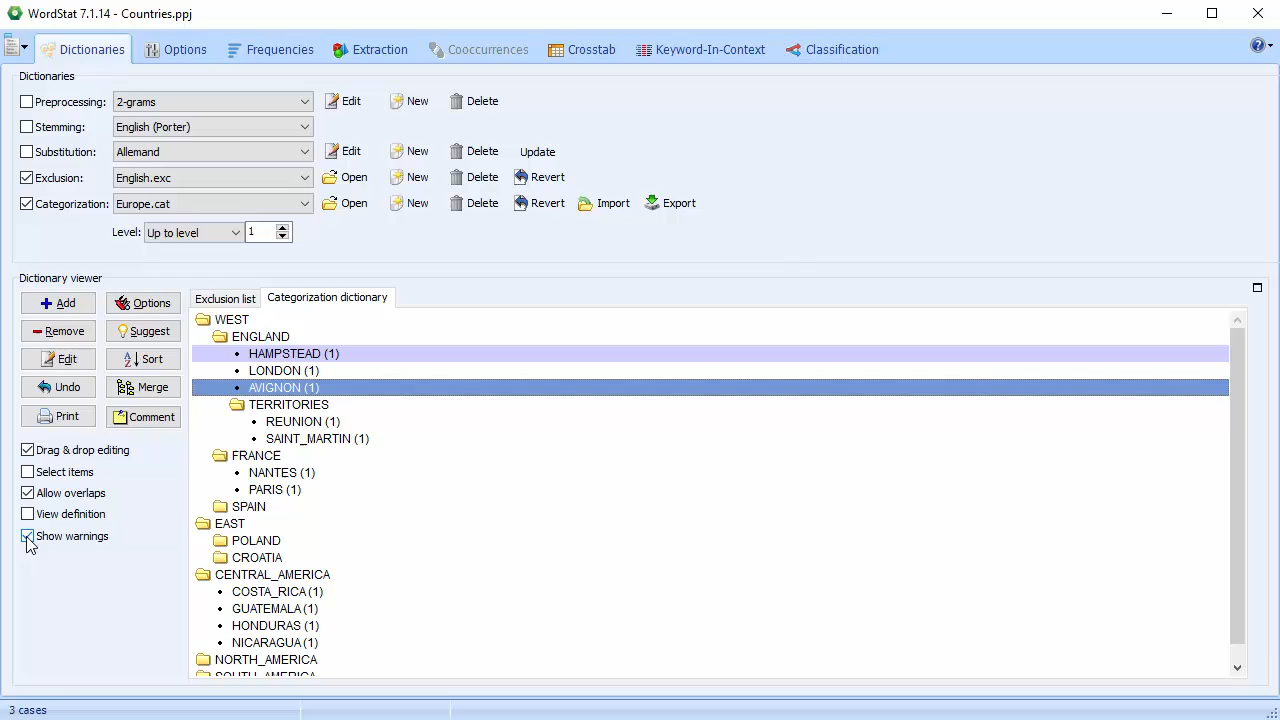 WordStat 7.1.14 - Countries.ppj
Dictionaries Options Frequencies Extraction Cooccurrences Crosstab Keyword-In-Context Classification
Dictionaries
Preprocessing: 2-grams Edit New Delete
Stemming: English (Porter)
Substitution: Allemand Edit New Delete Update
Exclusion: English.exc Open New Delete Revert
Categorization: Europe.cat Open New Delete Revert Import Export
Level: Up to level 1
Dictionary viewer
Add Options
Remove Suggest
Edit Sort
Undo Merge
Print Comment
Drag & drop editing
Select items
Allow overlaps
View definition
Show warnings
Exclusion list Categorization dictionary
WEST
ENGLAND
HAMPSTEAD (1)
LONDON (1)
AVIGNON (1)
TERRITORIES
REUNION (1)
SAINT_MARTIN (1)
FRANCE
NANTES (1)
PARIS (1)
SPAIN
EAST
POLAND
CROATIA
CENTRAL_AMERICA
COSTA_RICA (1)
GUATEMALA (1)
HONDURAS (1)
NICARAGUA (1)
NORTH_AMERICA
SOUTH_AMERICA
3 cases